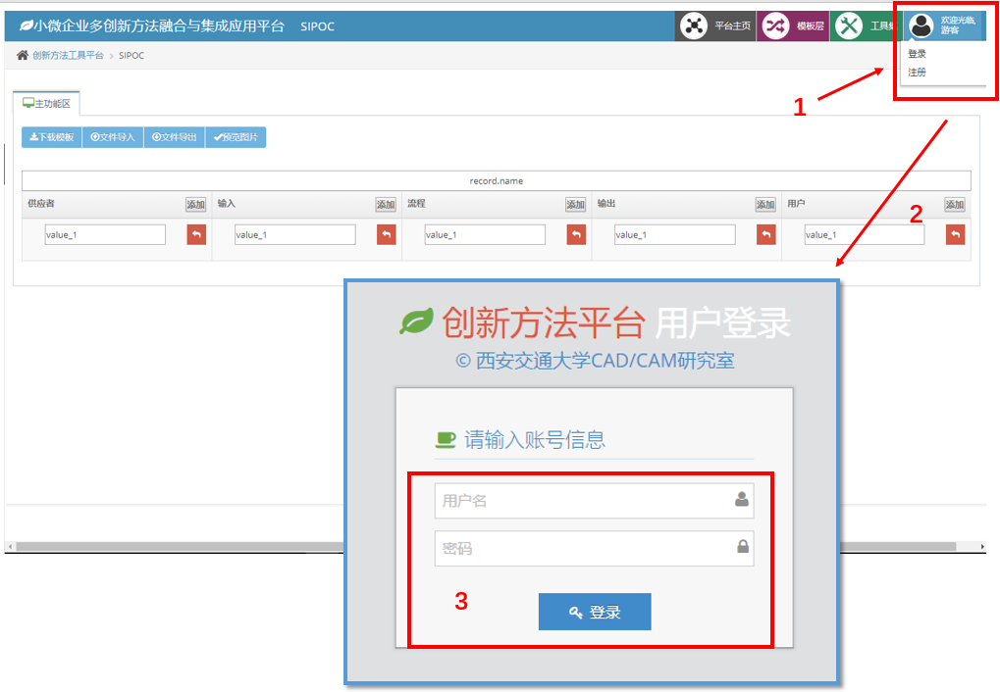 小微企业多创新方法融合与集成应用平台 SIPOC
平台主页
模板层
工具集
欢迎光临,
游客
创新方法工具平台 > SIPOC
登录
注册
1
主功能区
下载模板 文件导入 文件导出 预览图片
record.name
供应者 添加 输入 添加 流程 添加 输出 添加 用户 添加
2
value_1 value_1 value_1 value_1 value_1
创新方法平台 用户登录
© 西安交通大学CAD/CAM研究室
请输入账号信息
用户名
密码
3
登录